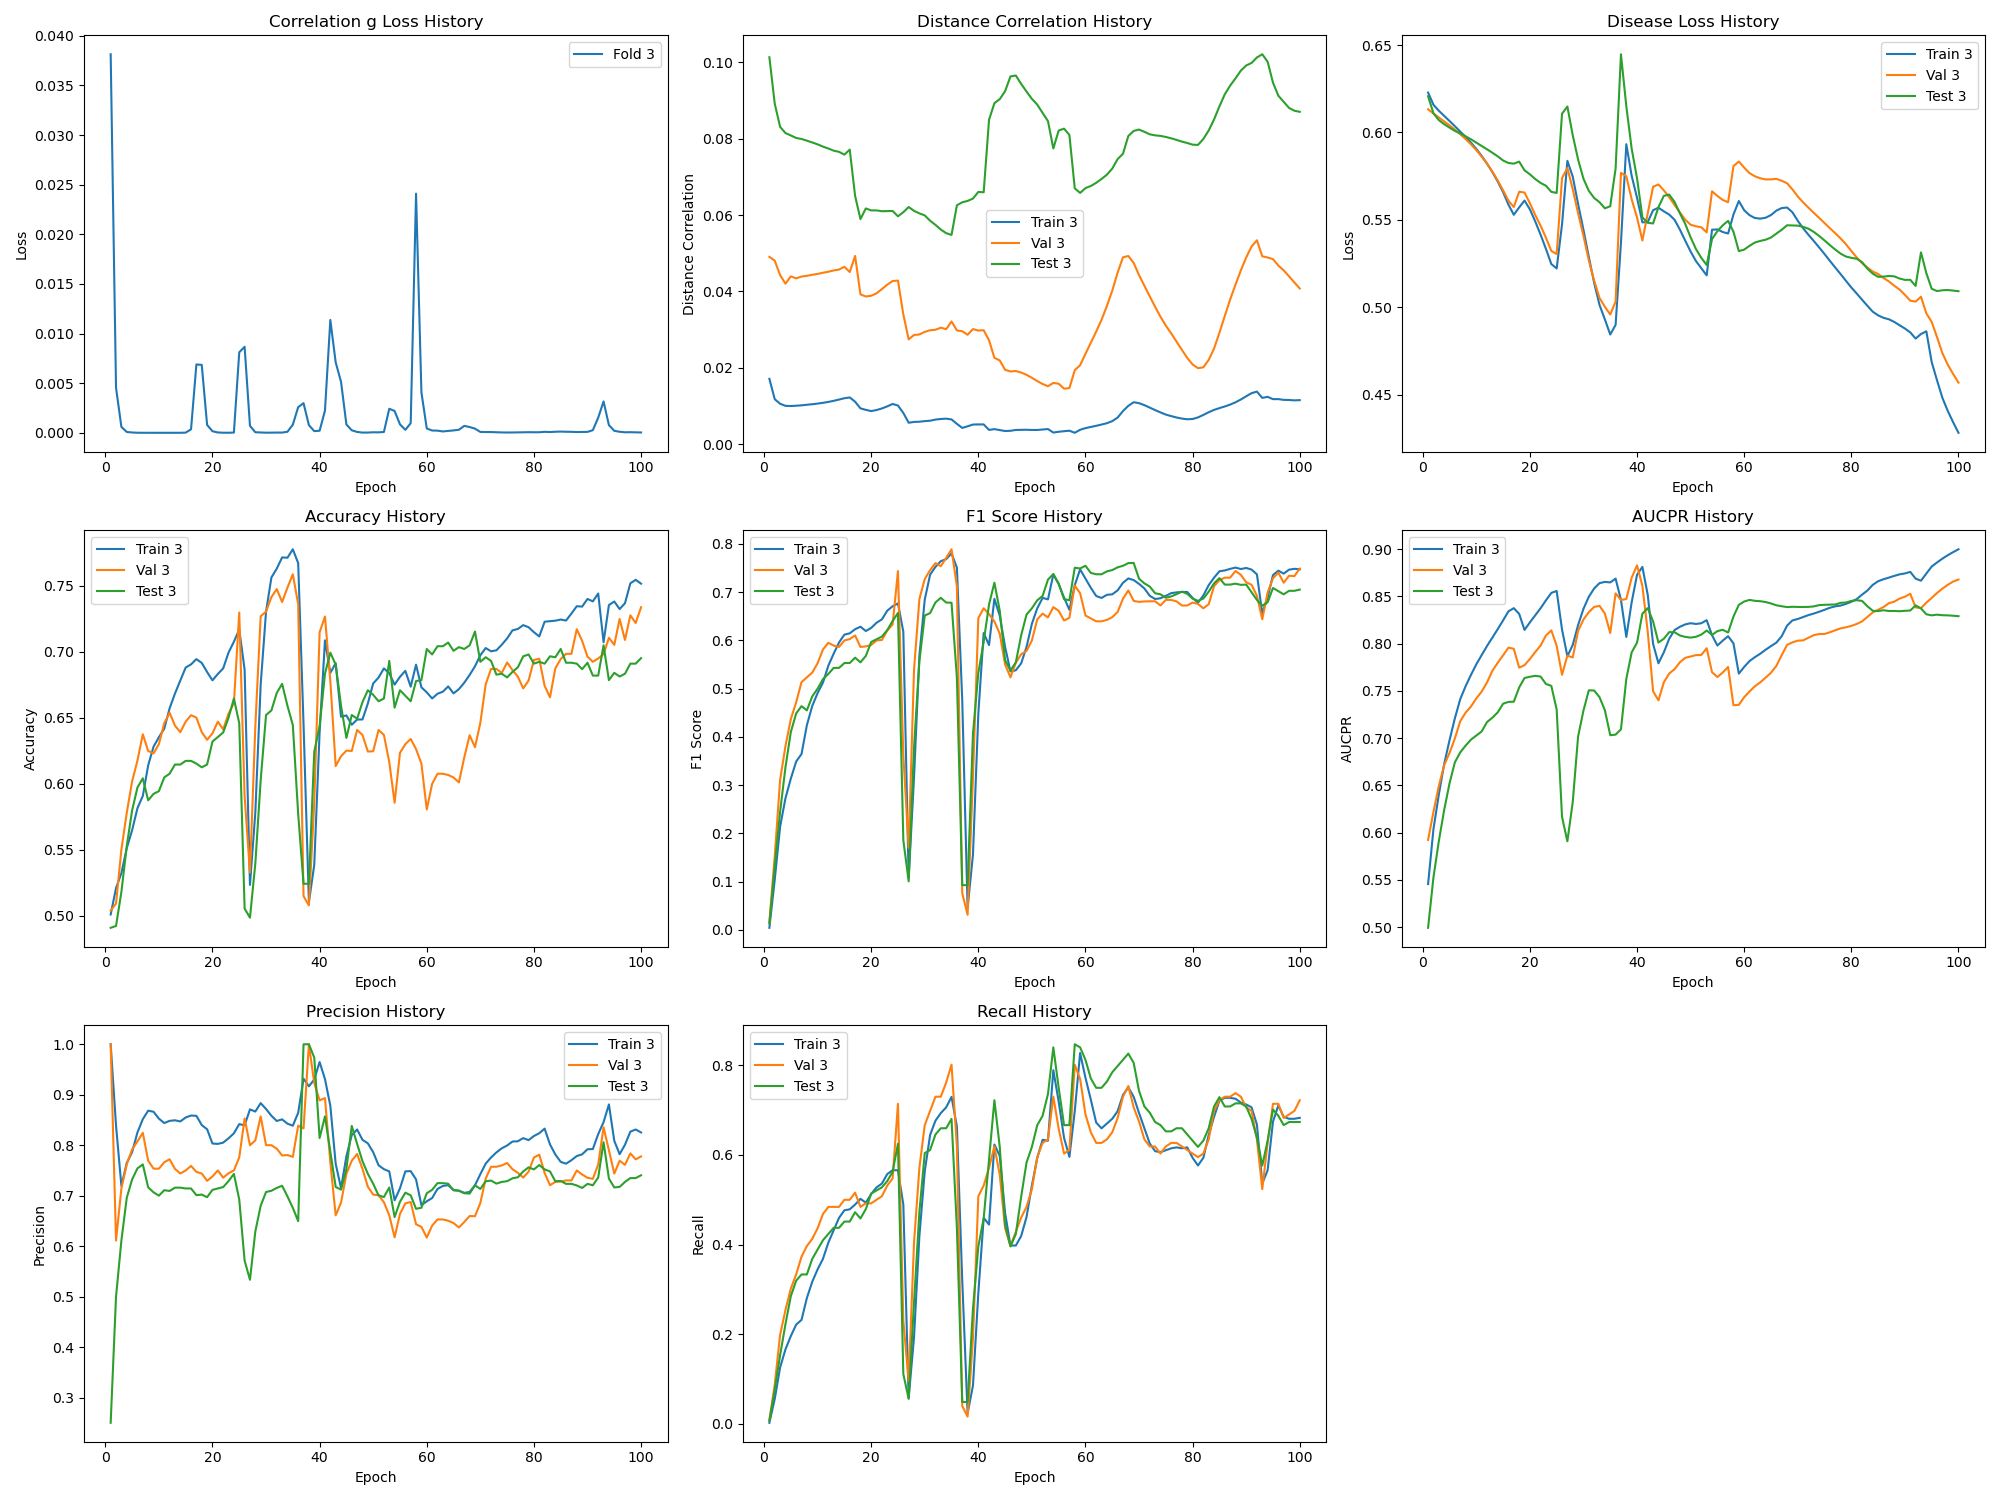 Correlation g Loss History
Distance Correlation History
Disease Loss History
0.040
0.035
0.030
0.025
0.020
0.015
0.010
0.005
0.000
Loss
Fold 3
0 20 40 60 80 100
Epoch
0.10
0.08
0.06
0.04
0.02
0.00
Distance Correlation
Train 3
Val 3
Test 3
0 20 40 60 80 100
Epoch
0.65
0.60
0.55
0.50
0.45
Loss
Train 3
Val 3
Test 3
0 20 40 60 80 100
Epoch
Accuracy History
F1 Score History
AUCPR History
0.75
0.70
0.65
0.60
0.55
0.50
Accuracy
Train 3
Val 3
Test 3
0 20 40 60 80 100
Epoch
0.8
0.7
0.6
0.5
0.4
0.3
0.2
0.1
0.0
F1 Score
Train 3
Val 3
Test 3
0 20 40 60 80 100
Epoch
0.90
0.85
0.80
0.75
0.70
0.65
0.60
0.55
0.50
AUCPR
Train 3
Val 3
Test 3
0 20 40 60 80 100
Epoch
Precision History
Recall History
1.0
0.9
0.8
0.7
0.6
0.5
0.4
0.3
Precision
Train 3
Val 3
Test 3
0 20 40 60 80 100
Epoch
0.8
0.6
0.4
0.2
0.0
Recall
Train 3
Val 3
Test 3
0 20 40 60 80 100
Epoch